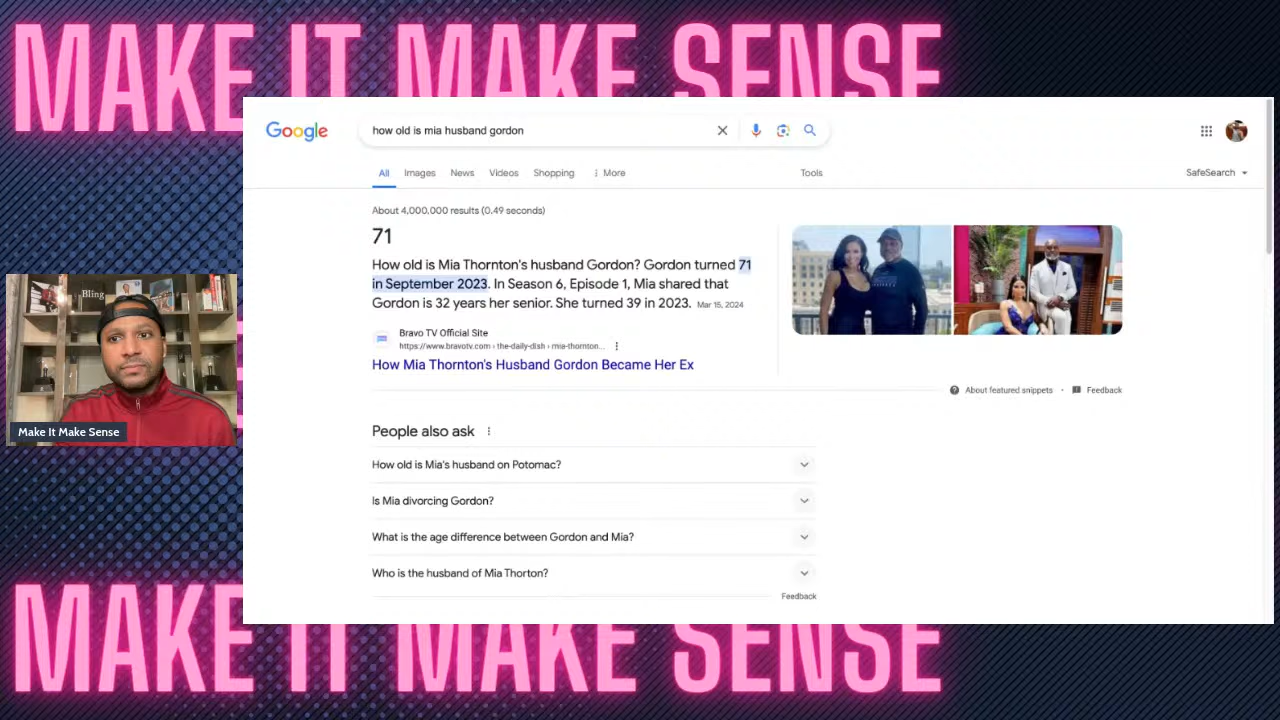 MAKE IT MAKE SENSE
Google
how old is mia husband gordon
All
Images
News
Videos
Shopping
More
Tools
SafeSearch
About 4,000,000 results (0.49 seconds)
71
How old is Mia Thornton's husband Gordon? Gordon turned 71
in September 2023. In Season 6, Episode 1, Mia shared that
Gordon is 32 years her senior. She turned 39 in 2023. Mar 15, 2024
Bravo TV Official Site
https://www.bravotv.com › the-daily-dish › mia-thornton...
How Mia Thornton's Husband Gordon Became Her Ex
About featured snippets • Feedback
People also ask
How old is Mia's husband on Potomac?
Is Mia divorcing Gordon?
What is the age difference between Gordon and Mia?
Who is the husband of Mia Thorton?
Feedback
Bling
Make It Make Sense
MAKE IT MAKE SENSE